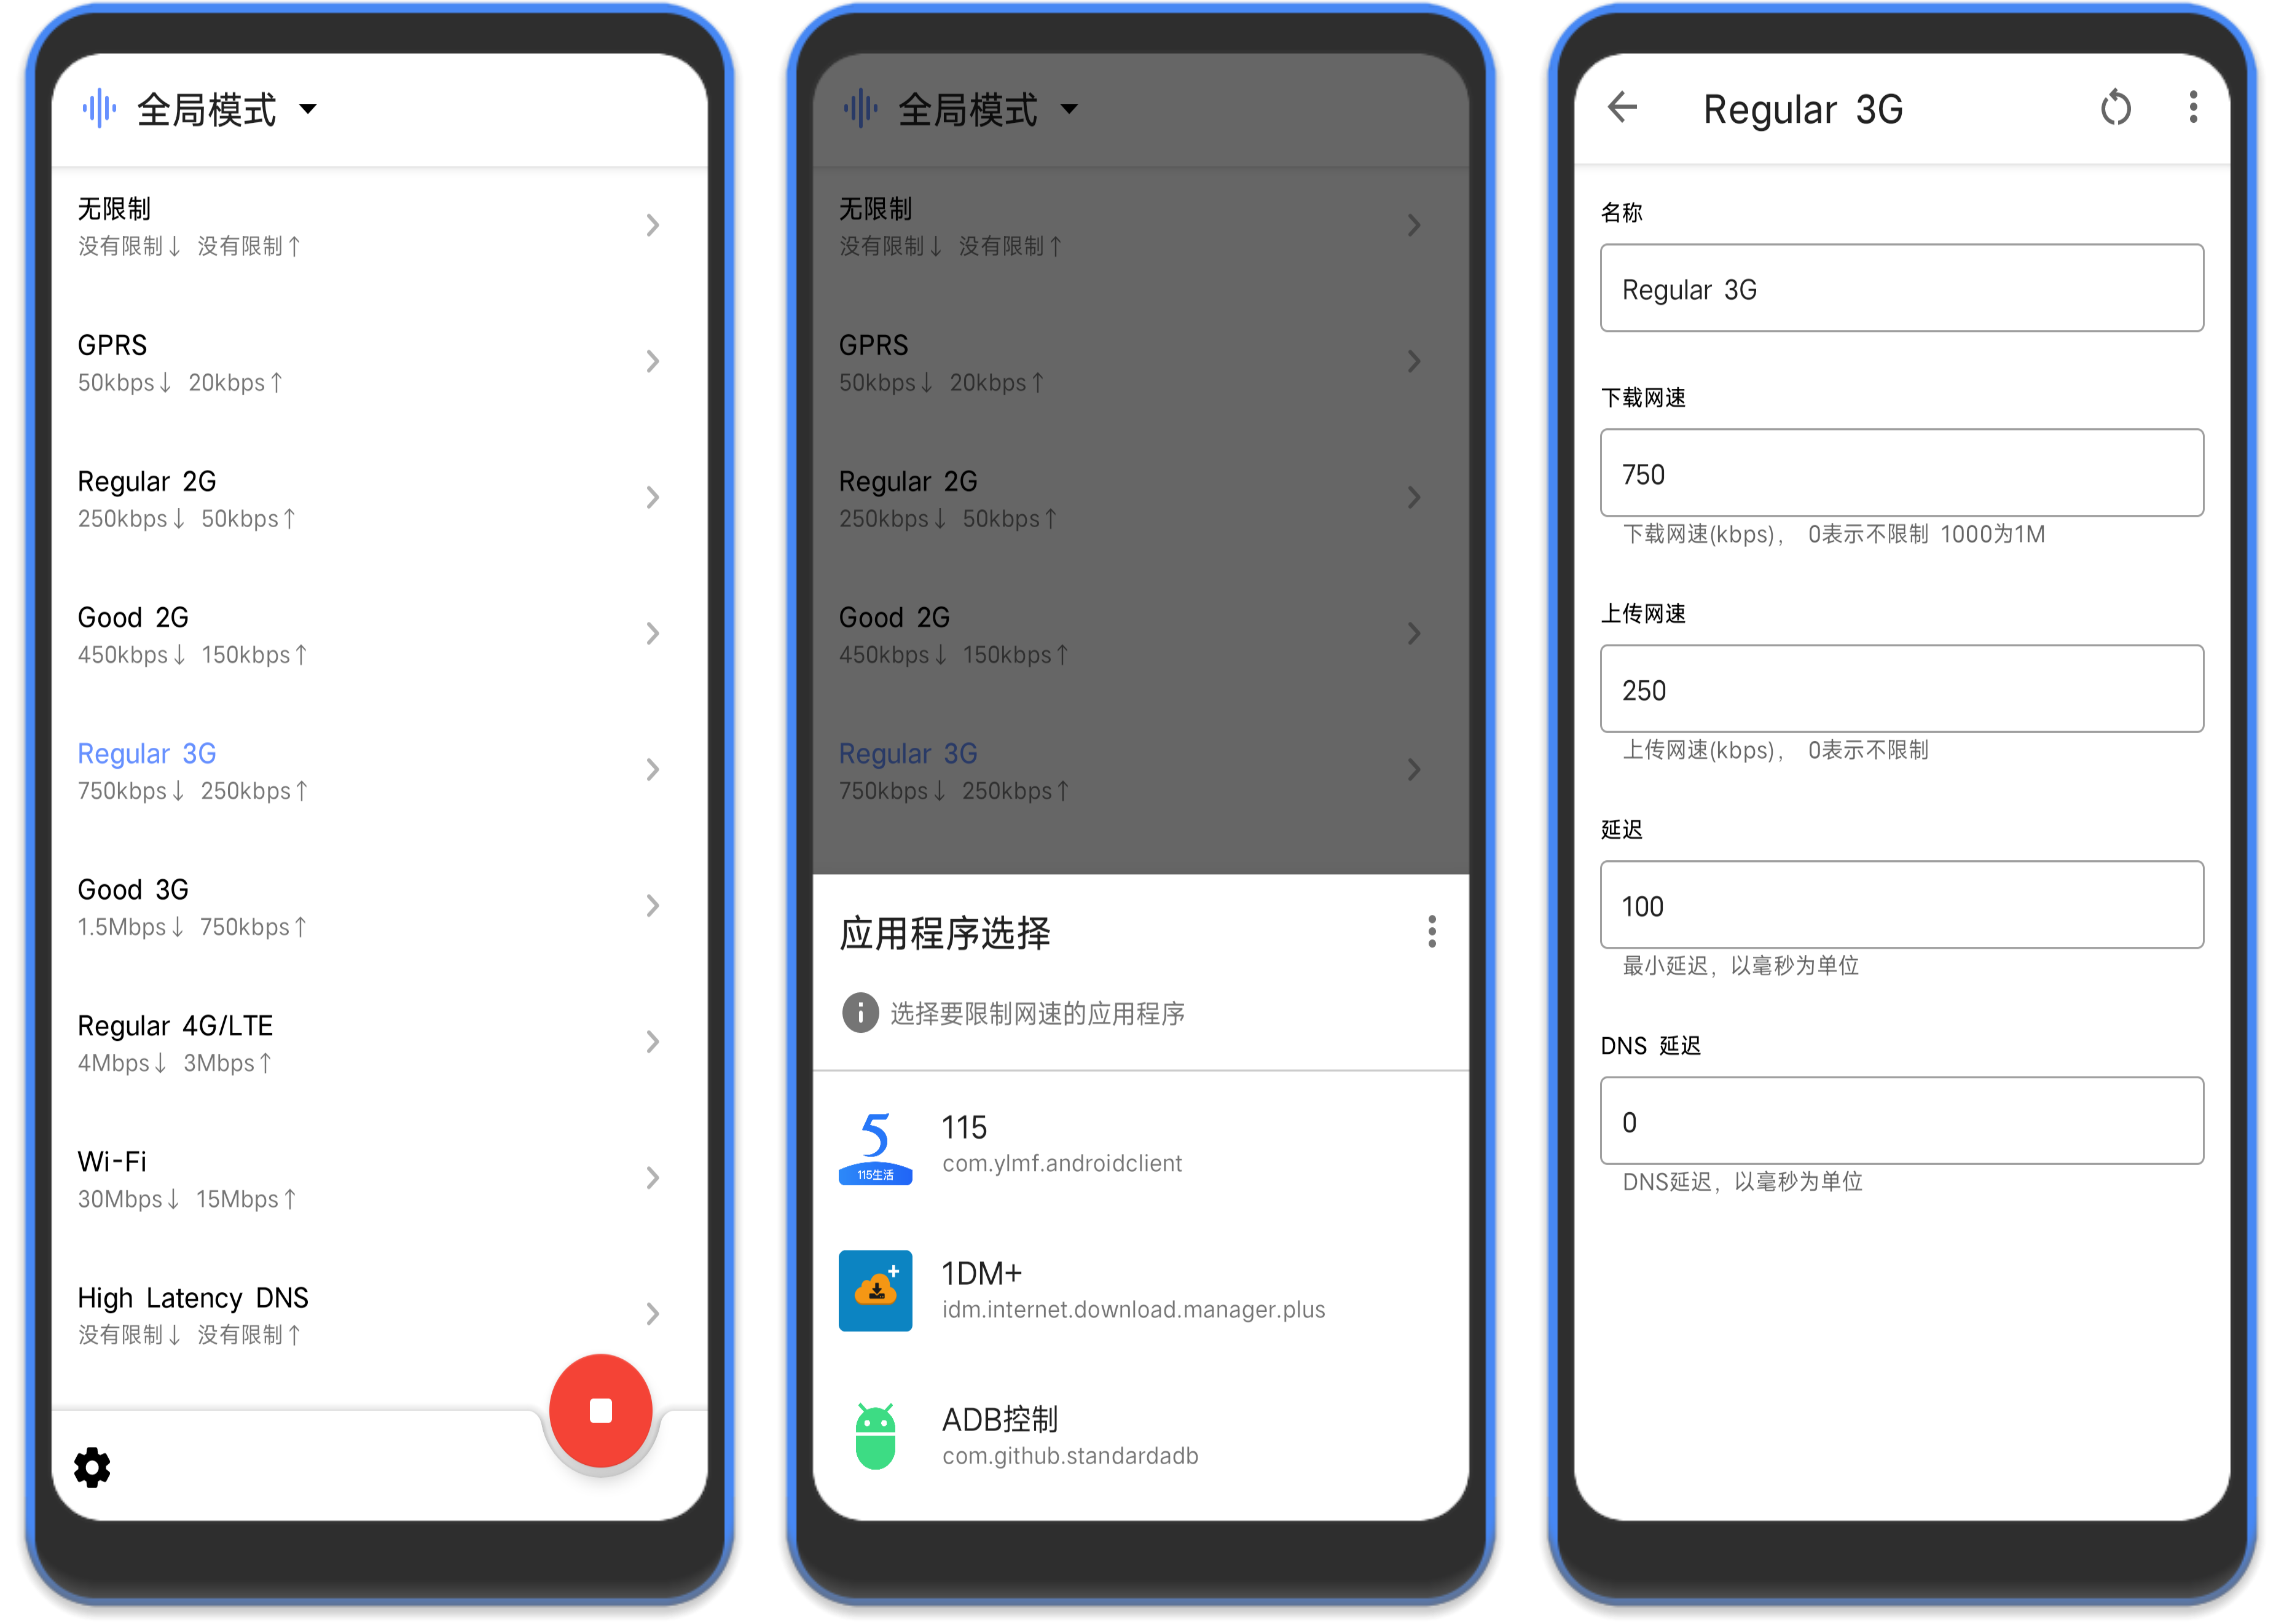 全局模式
无限制
没有限制↓ 没有限制↑
GPRS
50kbps↓ 20kbps↑
Regular 2G
250kbps↓ 50kbps↑
Good 2G
450kbps↓ 150kbps↑
Regular 3G
750kbps↓ 250kbps↑
Good 3G
1.5Mbps↓ 750kbps↑
Regular 4G/LTE
4Mbps↓ 3Mbps↑
Wi-Fi
30Mbps↓ 15Mbps↑
High Latency DNS
没有限制↓ 没有限制↑
全局模式
无限制
没有限制↓ 没有限制↑
GPRS
50kbps↓ 20kbps↑
Regular 2G
250kbps↓ 50kbps↑
Good 2G
450kbps↓ 150kbps↑
Regular 3G
750kbps↓ 250kbps↑
应用程序选择
选择要限制网速的应用程序
5
115生活
115
com.ylmf.androidclient
1DM+
idm.internet.download.manager.plus
ADB控制
com.github.standardadb
Regular 3G
名称
Regular 3G
下载网速
750
下载网速(kbps)， 0表示不限制 1000为1M
上传网速
250
上传网速(kbps)， 0表示不限制
延迟
100
最小延迟，以毫秒为单位
DNS 延迟
0
DNS延迟，以毫秒为单位